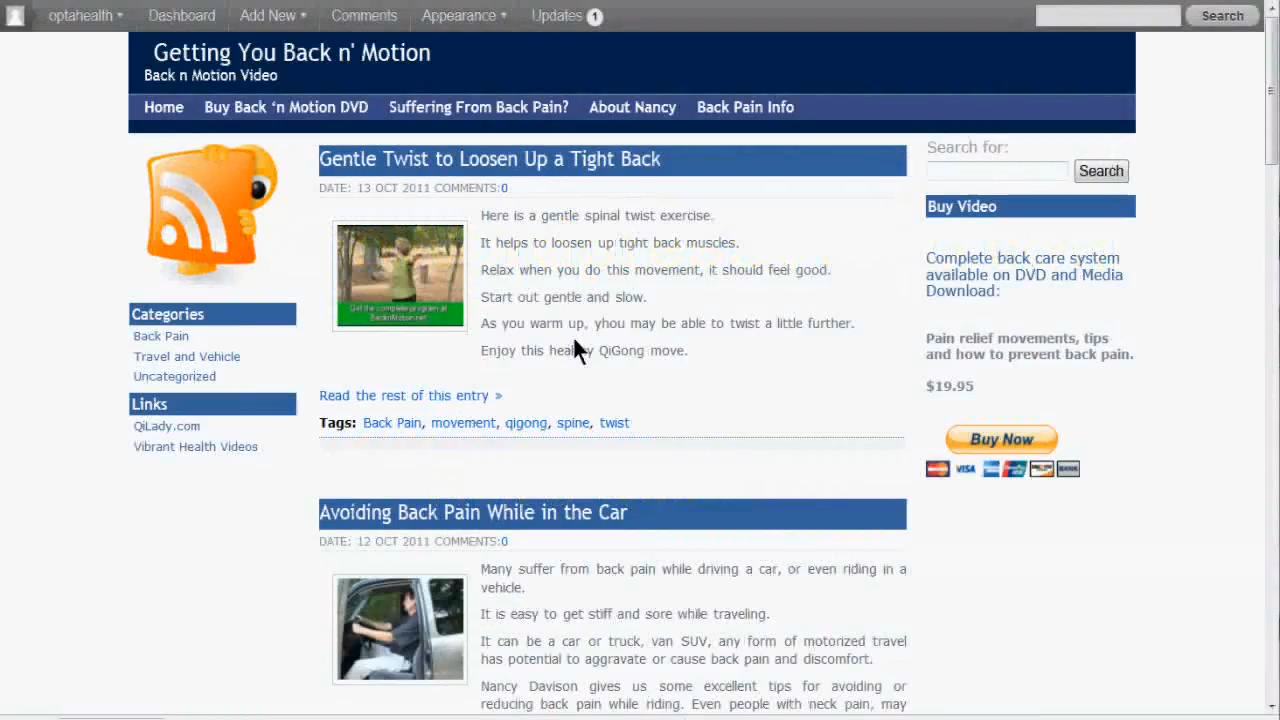 optahealth
Dashboard
Add New
Comments
Appearance
Updates 1
Search
Getting You Back n' Motion
Back n Motion Video
Home
Buy Back ‘n Motion DVD
Suffering From Back Pain?
About Nancy
Back Pain Info
Categories
Back Pain
Travel and Vehicle
Uncategorized
Links
QiLady.com
Vibrant Health Videos
Gentle Twist to Loosen Up a Tight Back
DATE: 13 OCT 2011 COMMENTS:0
Get the complete program at
BacknMotion.net
Here is a gentle spinal twist exercise.
It helps to loosen up tight back muscles.
Relax when you do this movement, it should feel good.
Start out gentle and slow.
As you warm up, yhou may be able to twist a little further.
Enjoy this healthy QiGong move.
Read the rest of this entry »
Tags: Back Pain, movement, qigong, spine, twist
Avoiding Back Pain While in the Car
DATE: 12 OCT 2011 COMMENTS:0
Many suffer from back pain while driving a car, or even riding in a
vehicle.
It is easy to get stiff and sore while traveling.
It can be a car or truck, van SUV, any form of motorized travel
has potential to aggravate or cause back pain and discomfort.
Nancy Davison gives us some excellent tips for avoiding or
reducing back pain while riding. Even people with neck pain, may
Search for:
Search
Buy Video
Complete back care system
available on DVD and Media
Download:
Pain relief movements, tips
and how to prevent back pain.
$19.95
Buy Now
VISA